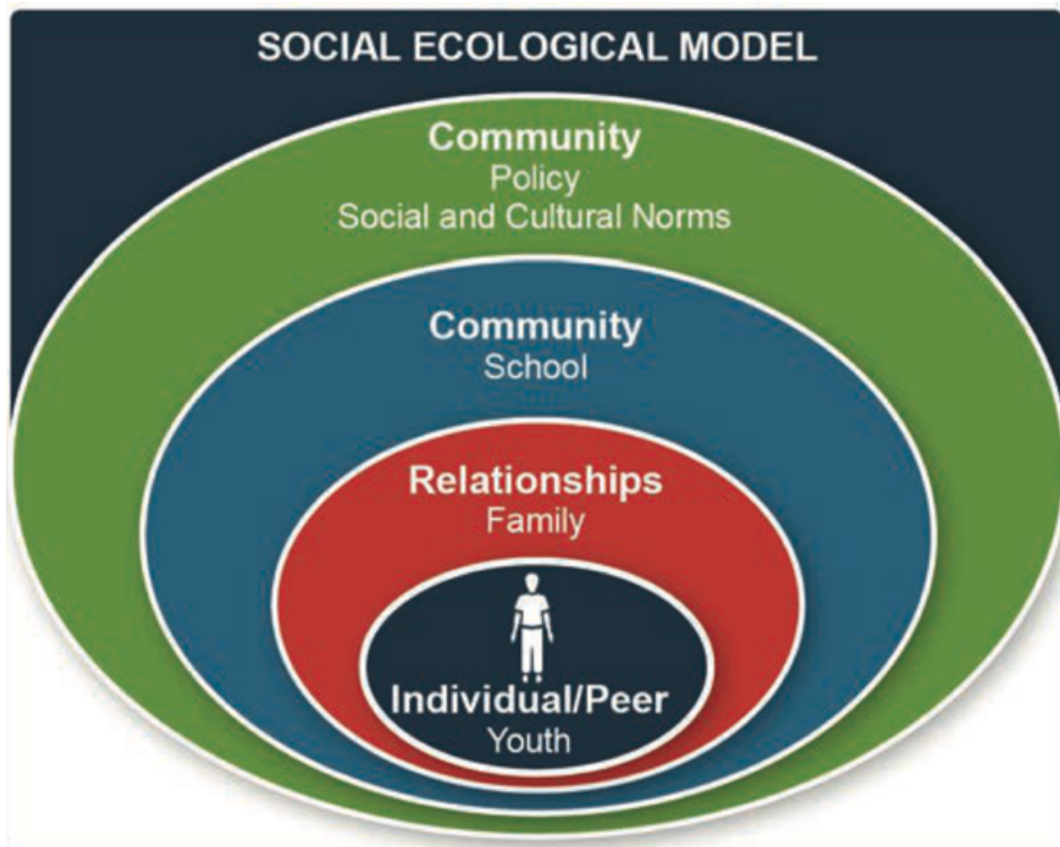 SOCIAL ECOLOGICAL MODEL
Community
Policy
Social and Cultural Norms
Community
School
Relationships
Family
Individual/Peer
Youth